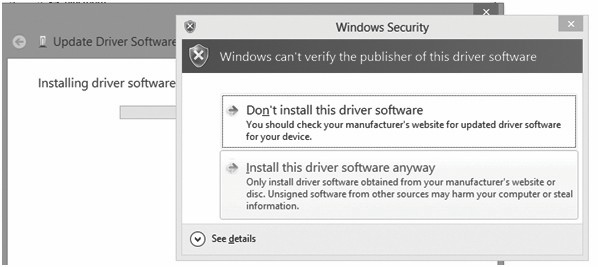 Update Driver Software
Installing driver software
Windows Security
Windows can't verify the publisher of this driver software
Don't install this driver software
You should check your manufacturer's website for updated driver software
for your device.
Install this driver software anyway
Only install driver software obtained from your manufacturer's website or
disc. Unsigned software from other sources may harm your computer or steal
information.
See details